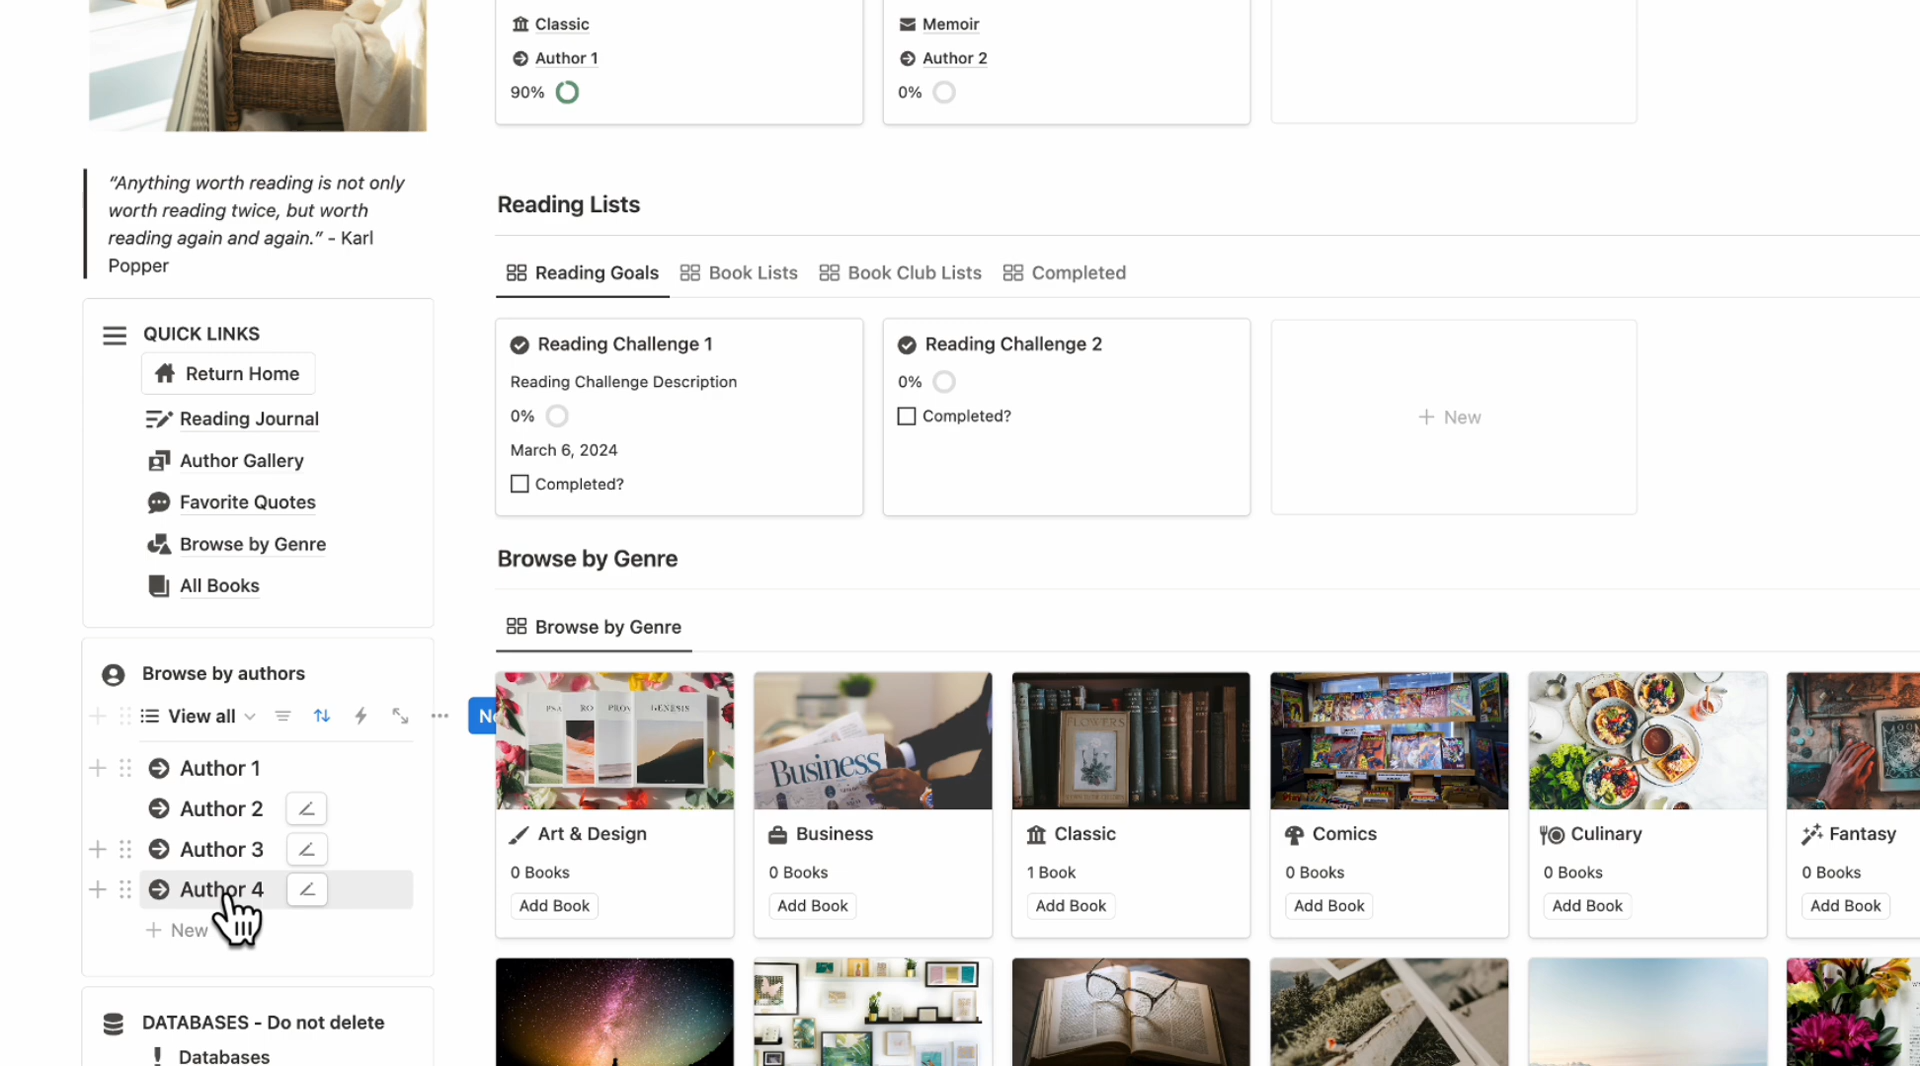 Classic
Author 1
90%
Memoir
Author 2
0%
“Anything worth reading is not only
worth reading twice, but worth
reading again and again.” - Karl
Popper
QUICK LINKS
Return Home
Reading Journal
Author Gallery
Favorite Quotes
Browse by Genre
All Books
Browse by authors
View all
Author 1
Author 2
Author 3
Author 4
New
DATABASES - Do not delete
Databases
Reading Lists
Reading Goals
Book Lists
Book Club Lists
Completed
Reading Challenge 1
Reading Challenge Description
0%
March 6, 2024
Completed?
Reading Challenge 2
0%
Completed?
New
Browse by Genre
Browse by Genre
GENESIS
Art & Design
0 Books
Add Book
Business
Business
0 Books
Add Book
FLOWERS
Classic
1 Book
Add Book
Comics
0 Books
Add Book
Culinary
0 Books
Add Book
Fantasy
0 Books
Add Book